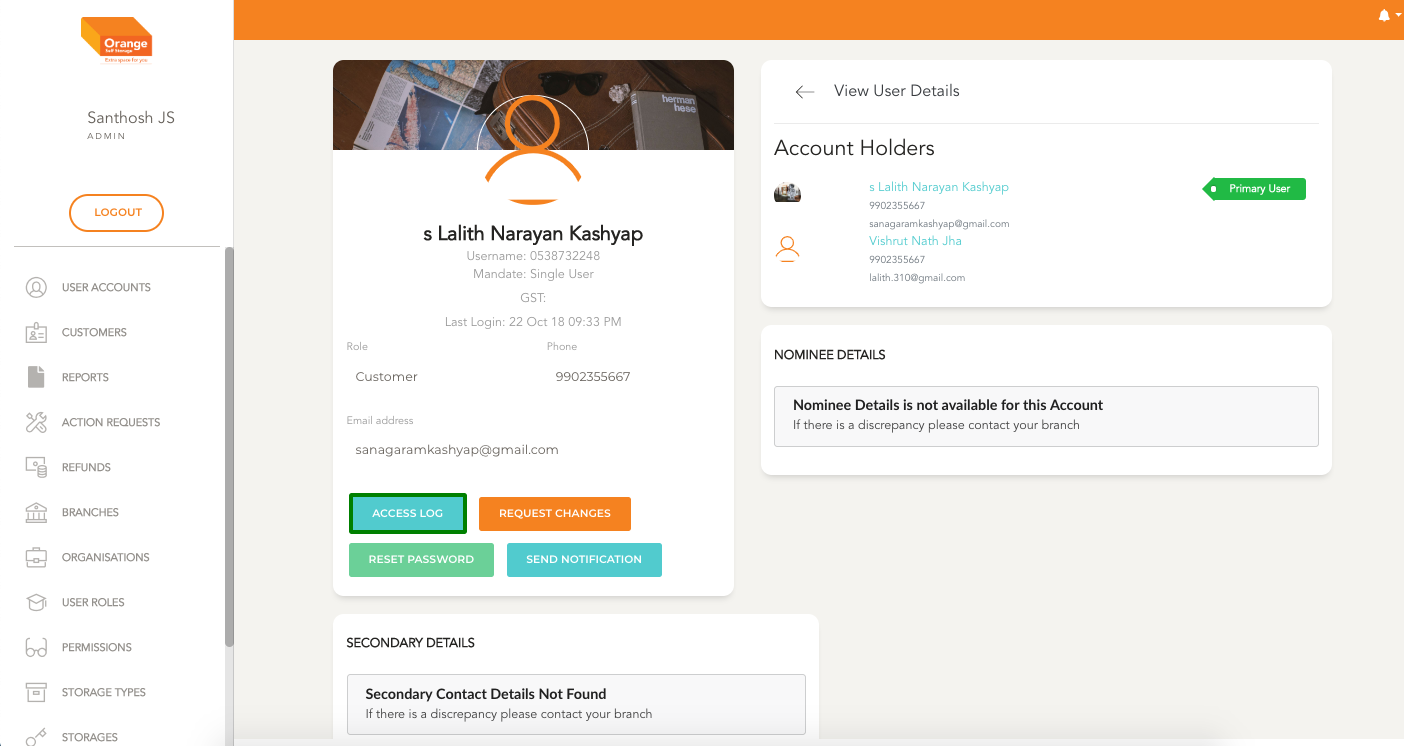 Orange
Self Storage
Extra space for you
Santhosh JS
ADMIN
LOGOUT
USER ACCOUNTS
CUSTOMERS
REPORTS
ACTION REQUESTS
REFUNDS
BRANCHES
ORGANISATIONS
USER ROLES
PERMISSIONS
STORAGE TYPES
STORAGES
herman
hesse
s Lalith Narayan Kashyap
Username: 0538732248
Mandate: Single User
GST:
Last Login: 22 Oct 18 09:33 PM
Role
Phone
Customer
9902355667
Email address
sanagaramkashyap@gmail.com
ACCESS LOG
REQUEST CHANGES
RESET PASSWORD
SEND NOTIFICATION
SECONDARY DETAILS
Secondary Contact Details Not Found
If there is a discrepancy please contact your branch
View User Details
Account Holders
s Lalith Narayan Kashyap
Primary User
9902355667
sanagaramkashyap@gmail.com
Vishrut Nath Jha
9902355667
lalith.310@gmail.com
NOMINEE DETAILS
Nominee Details is not available for this Account
If there is a discrepancy please contact your branch